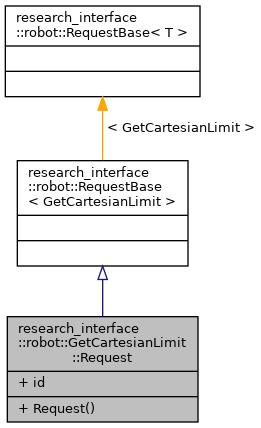 research_interface
::robot::RequestBase< T >
< GetCartesianLimit >
research_interface
::robot::RequestBase
< GetCartesianLimit >
research_interface
::robot::GetCartesianLimit
::Request
+ id
+ Request()